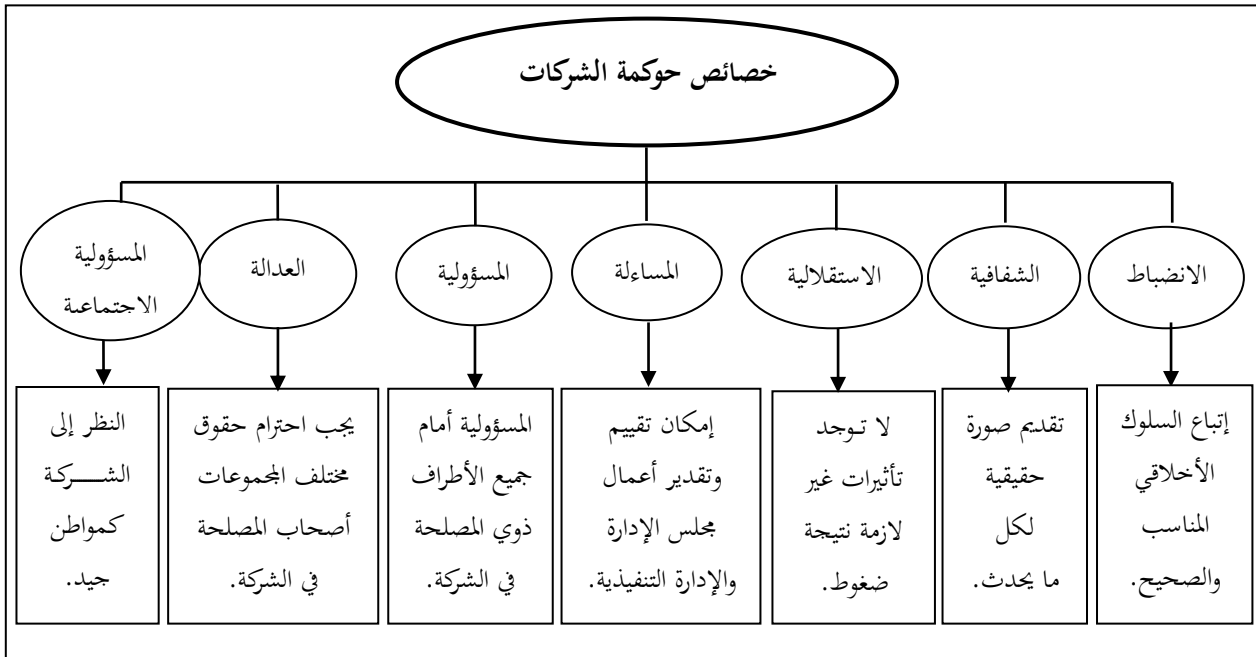 خصائص حوكمة الشركات
الانضباط
الشفافية
الاستقلالية
المساءلة
المسؤولية
العدالة
المسؤولية
الاجتماعية
إتباع السلوك
الأخلاقي
المناسب
والصحيح.
تقديم صورة
حقيقية
لكل
ما يحدث.
لا توجد
تأثيرات غير
لازمة نتيجة
ضغوط.
إمكان تقييم
وتقدير أعمال
مجلس الإدارة
والإدارة التنفيذية.
المسؤولية أمام
جميع الأطراف
ذوي المصلحة
في الشركة.
يجب احترام حقوق
مختلف المجموعات
أصحاب المصلحة
في الشركة.
النظر إلى
الشـــركة
كمواطن
جيد.